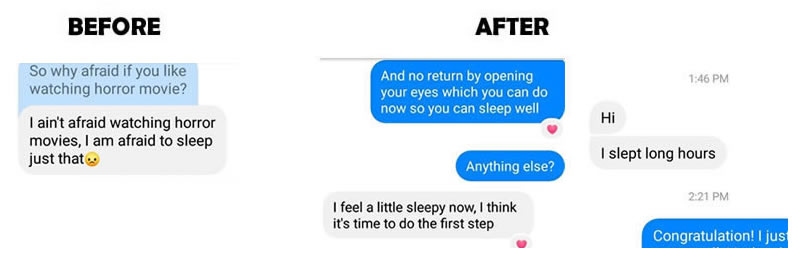 BEFORE
So why afraid if you like
watching horror movie?
I ain't afraid watching horror
movies, I am afraid to sleep
just that😠
AFTER
And no return by opening
your eyes which you can do
now so you can sleep well
Anything else?
I feel a little sleepy now, I think
it's time to do the first step
1:46 PM
Hi
I slept long hours
2:21 PM
Congratulation! I just